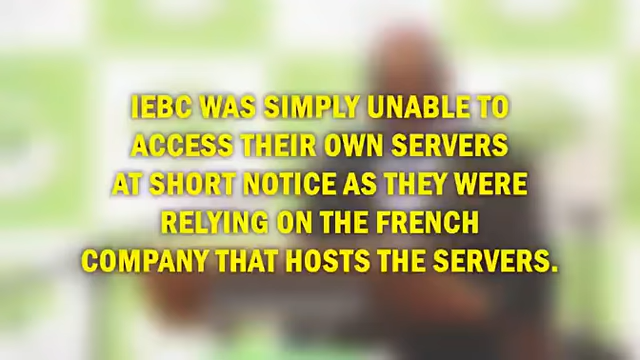 IEBC WAS SIMPLY UNABLE TO
ACCESS THEIR OWN SERVERS
AT SHORT NOTICE AS THEY WERE
RELYING ON THE FRENCH
COMPANY THAT HOSTS THE SERVERS.